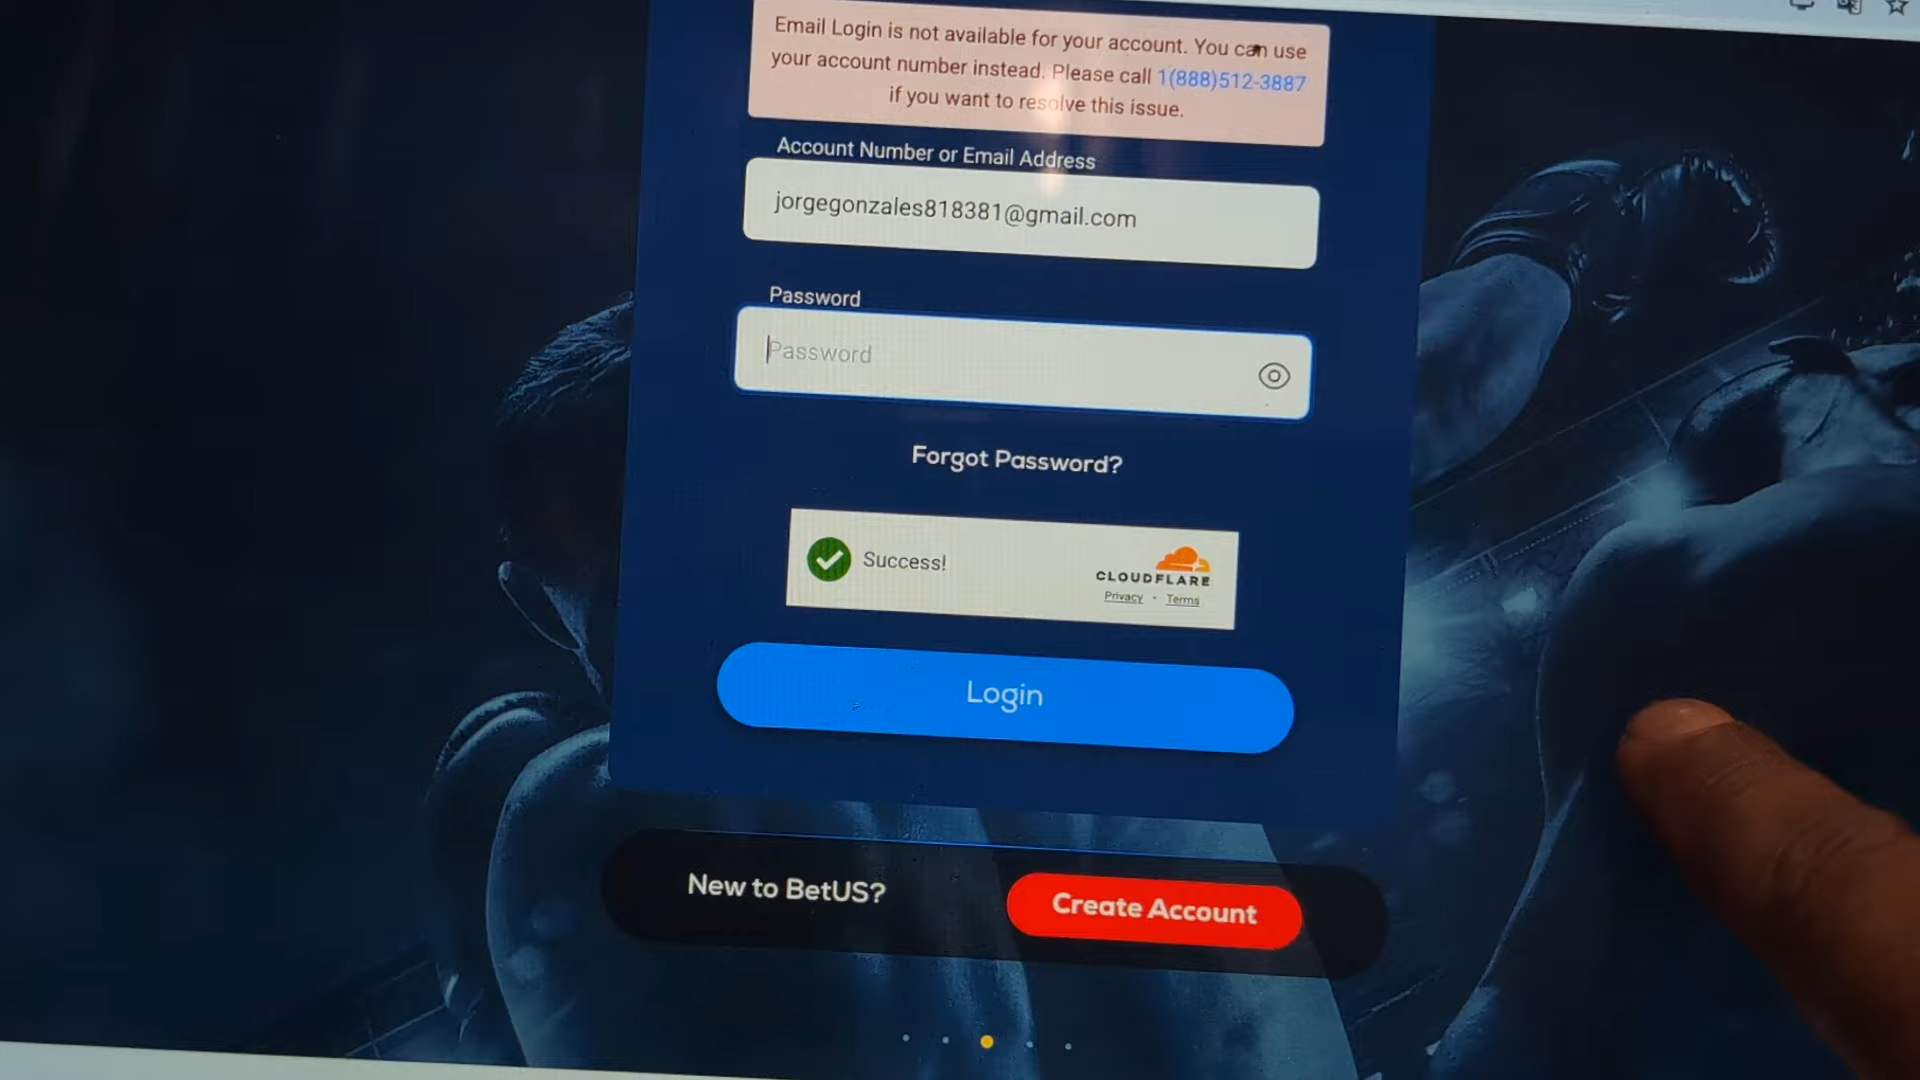 Email Login is not available for your account. You can use
your account number instead. Please call 1(888)512-3887
if you want to resolve this issue.
Account Number or Email Address
jorgegonzales818381@gmail.com
Password
Password
Forgot Password?
Success!
CLOUDFLARE
Privacy • Terms
Login
New to BetUS?
Create Account